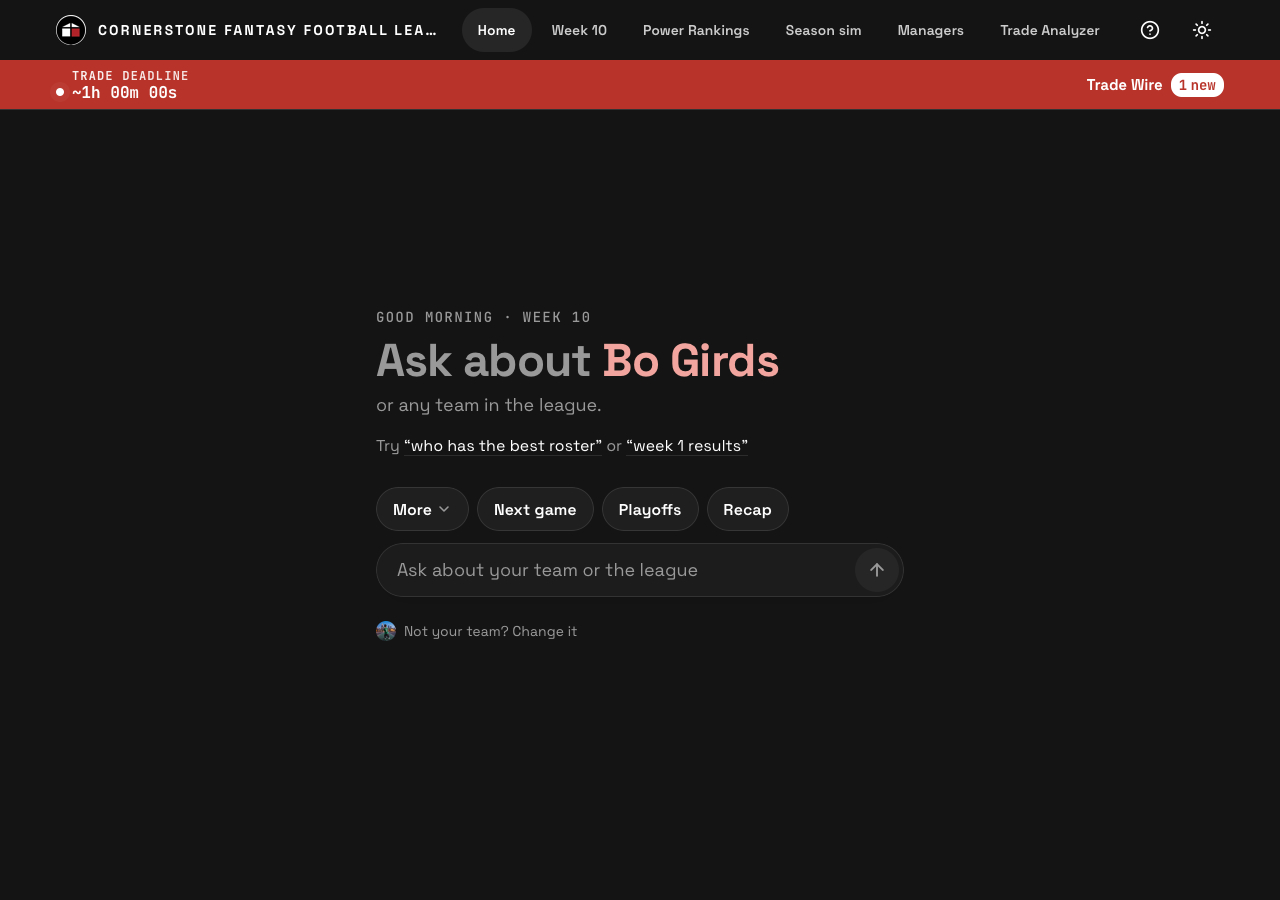 CORNERSTONE FANTASY FOOTBALL LEA…
Home
Week 10
Power Rankings
Season sim
Managers
Trade Analyzer
TRADE DEADLINE
~1h 00m 00s
Trade Wire
1 new
GOOD MORNING · WEEK 10
Ask about Bo Girds
or any team in the league.
Try “who has the best roster” or “week 1 results”
More
Next game
Playoffs
Recap
Ask about your team or the league
Not your team? Change it